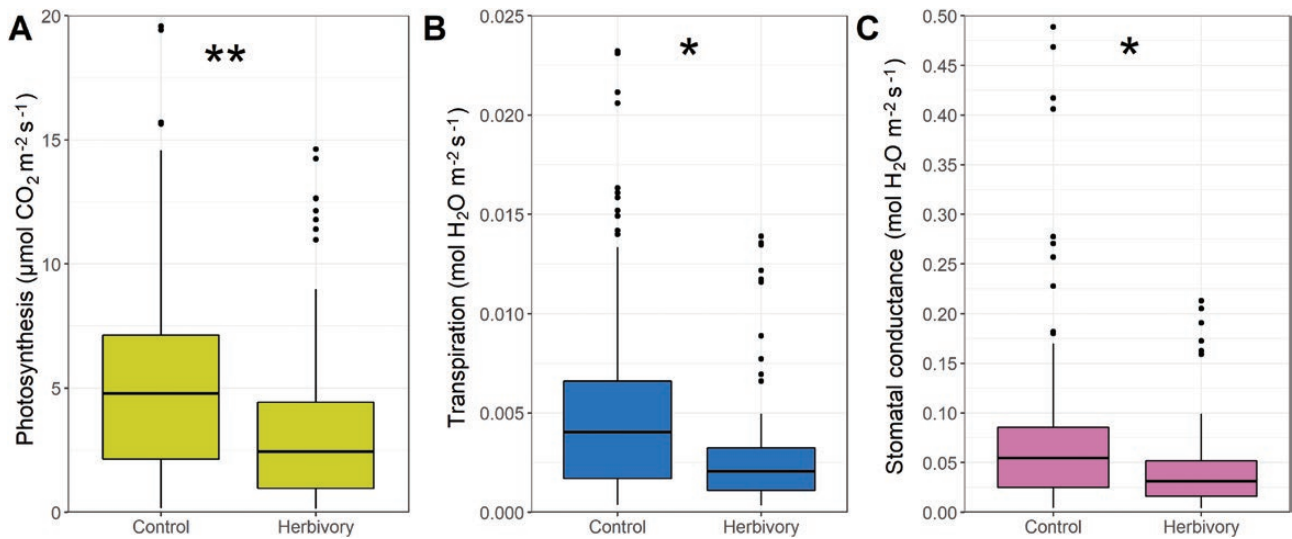 A
Photosynthesis (µmol CO₂ m⁻² s⁻¹)
20
15
10
5
0
**
Control
Herbivory
B
Transpiration (mol H₂O m⁻² s⁻¹)
0.025
0.020
0.015
0.010
0.005
0.000
*
Control
Herbivory
C
Stomatal conductance (mol H₂O m⁻² s⁻¹)
0.50
0.45
0.40
0.35
0.30
0.25
0.20
0.15
0.10
0.05
0.00
*
Control
Herbivory